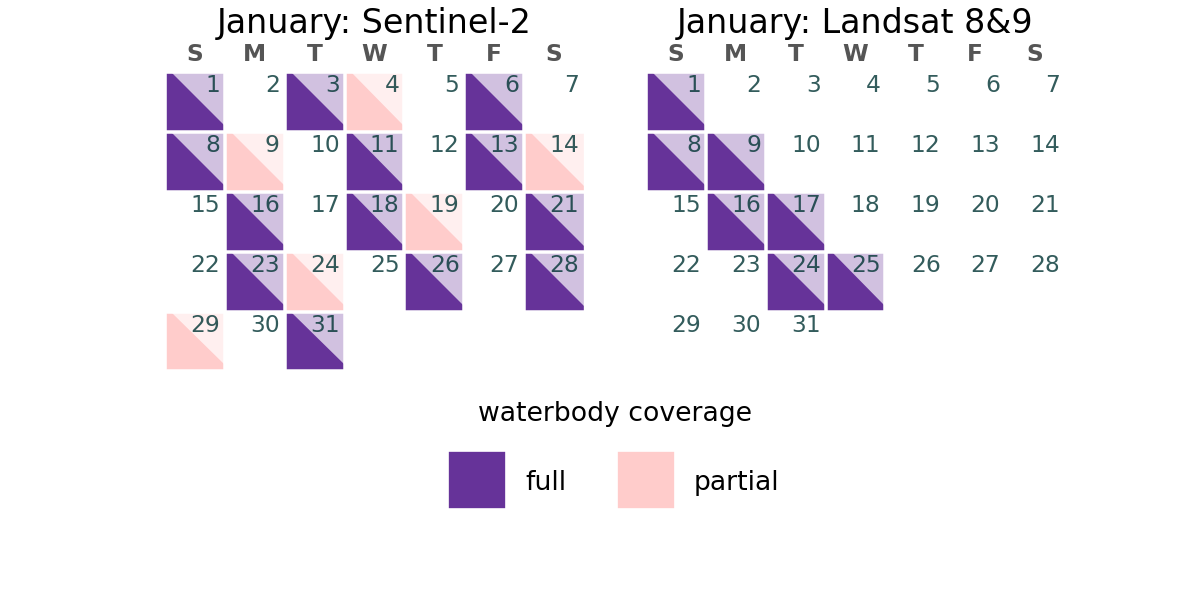 January: Sentinel-2
S M T W T F S
1 2 3 4 5 6 7
8 9 10 11 12 13 14
15 16 17 18 19 20 21
22 23 24 25 26 27 28
29 30 31
January: Landsat 8&9
S M T W T F S
1 2 3 4 5 6 7
8 9 10 11 12 13 14
15 16 17 18 19 20 21
22 23 24 25 26 27 28
29 30 31
waterbody coverage
full
partial